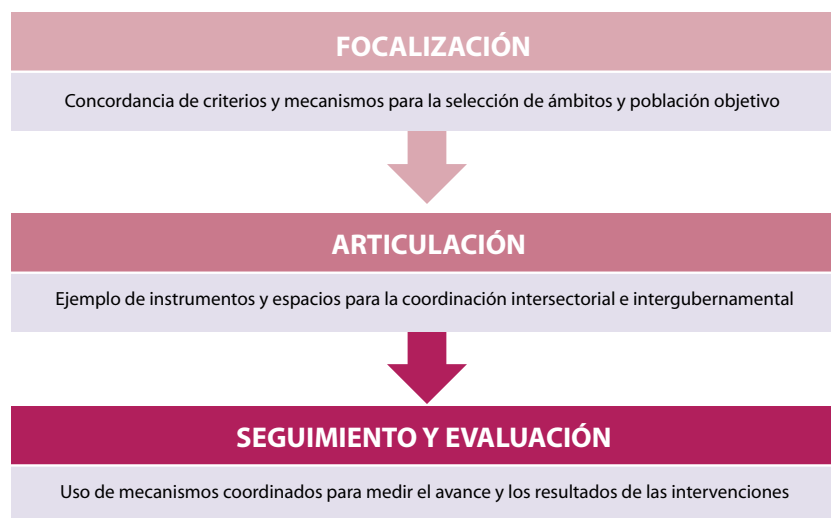 FOCALIZACIÓN
Concordancia de criterios y mecanismos para la selección de ámbitos y población objetivo
ARTICULACIÓN
Ejemplo de instrumentos y espacios para la coordinación intersectorial e intergubernamental
SEGUIMIENTO Y EVALUACIÓN
Uso de mecanismos coordinados para medir el avance y los resultados de las intervenciones